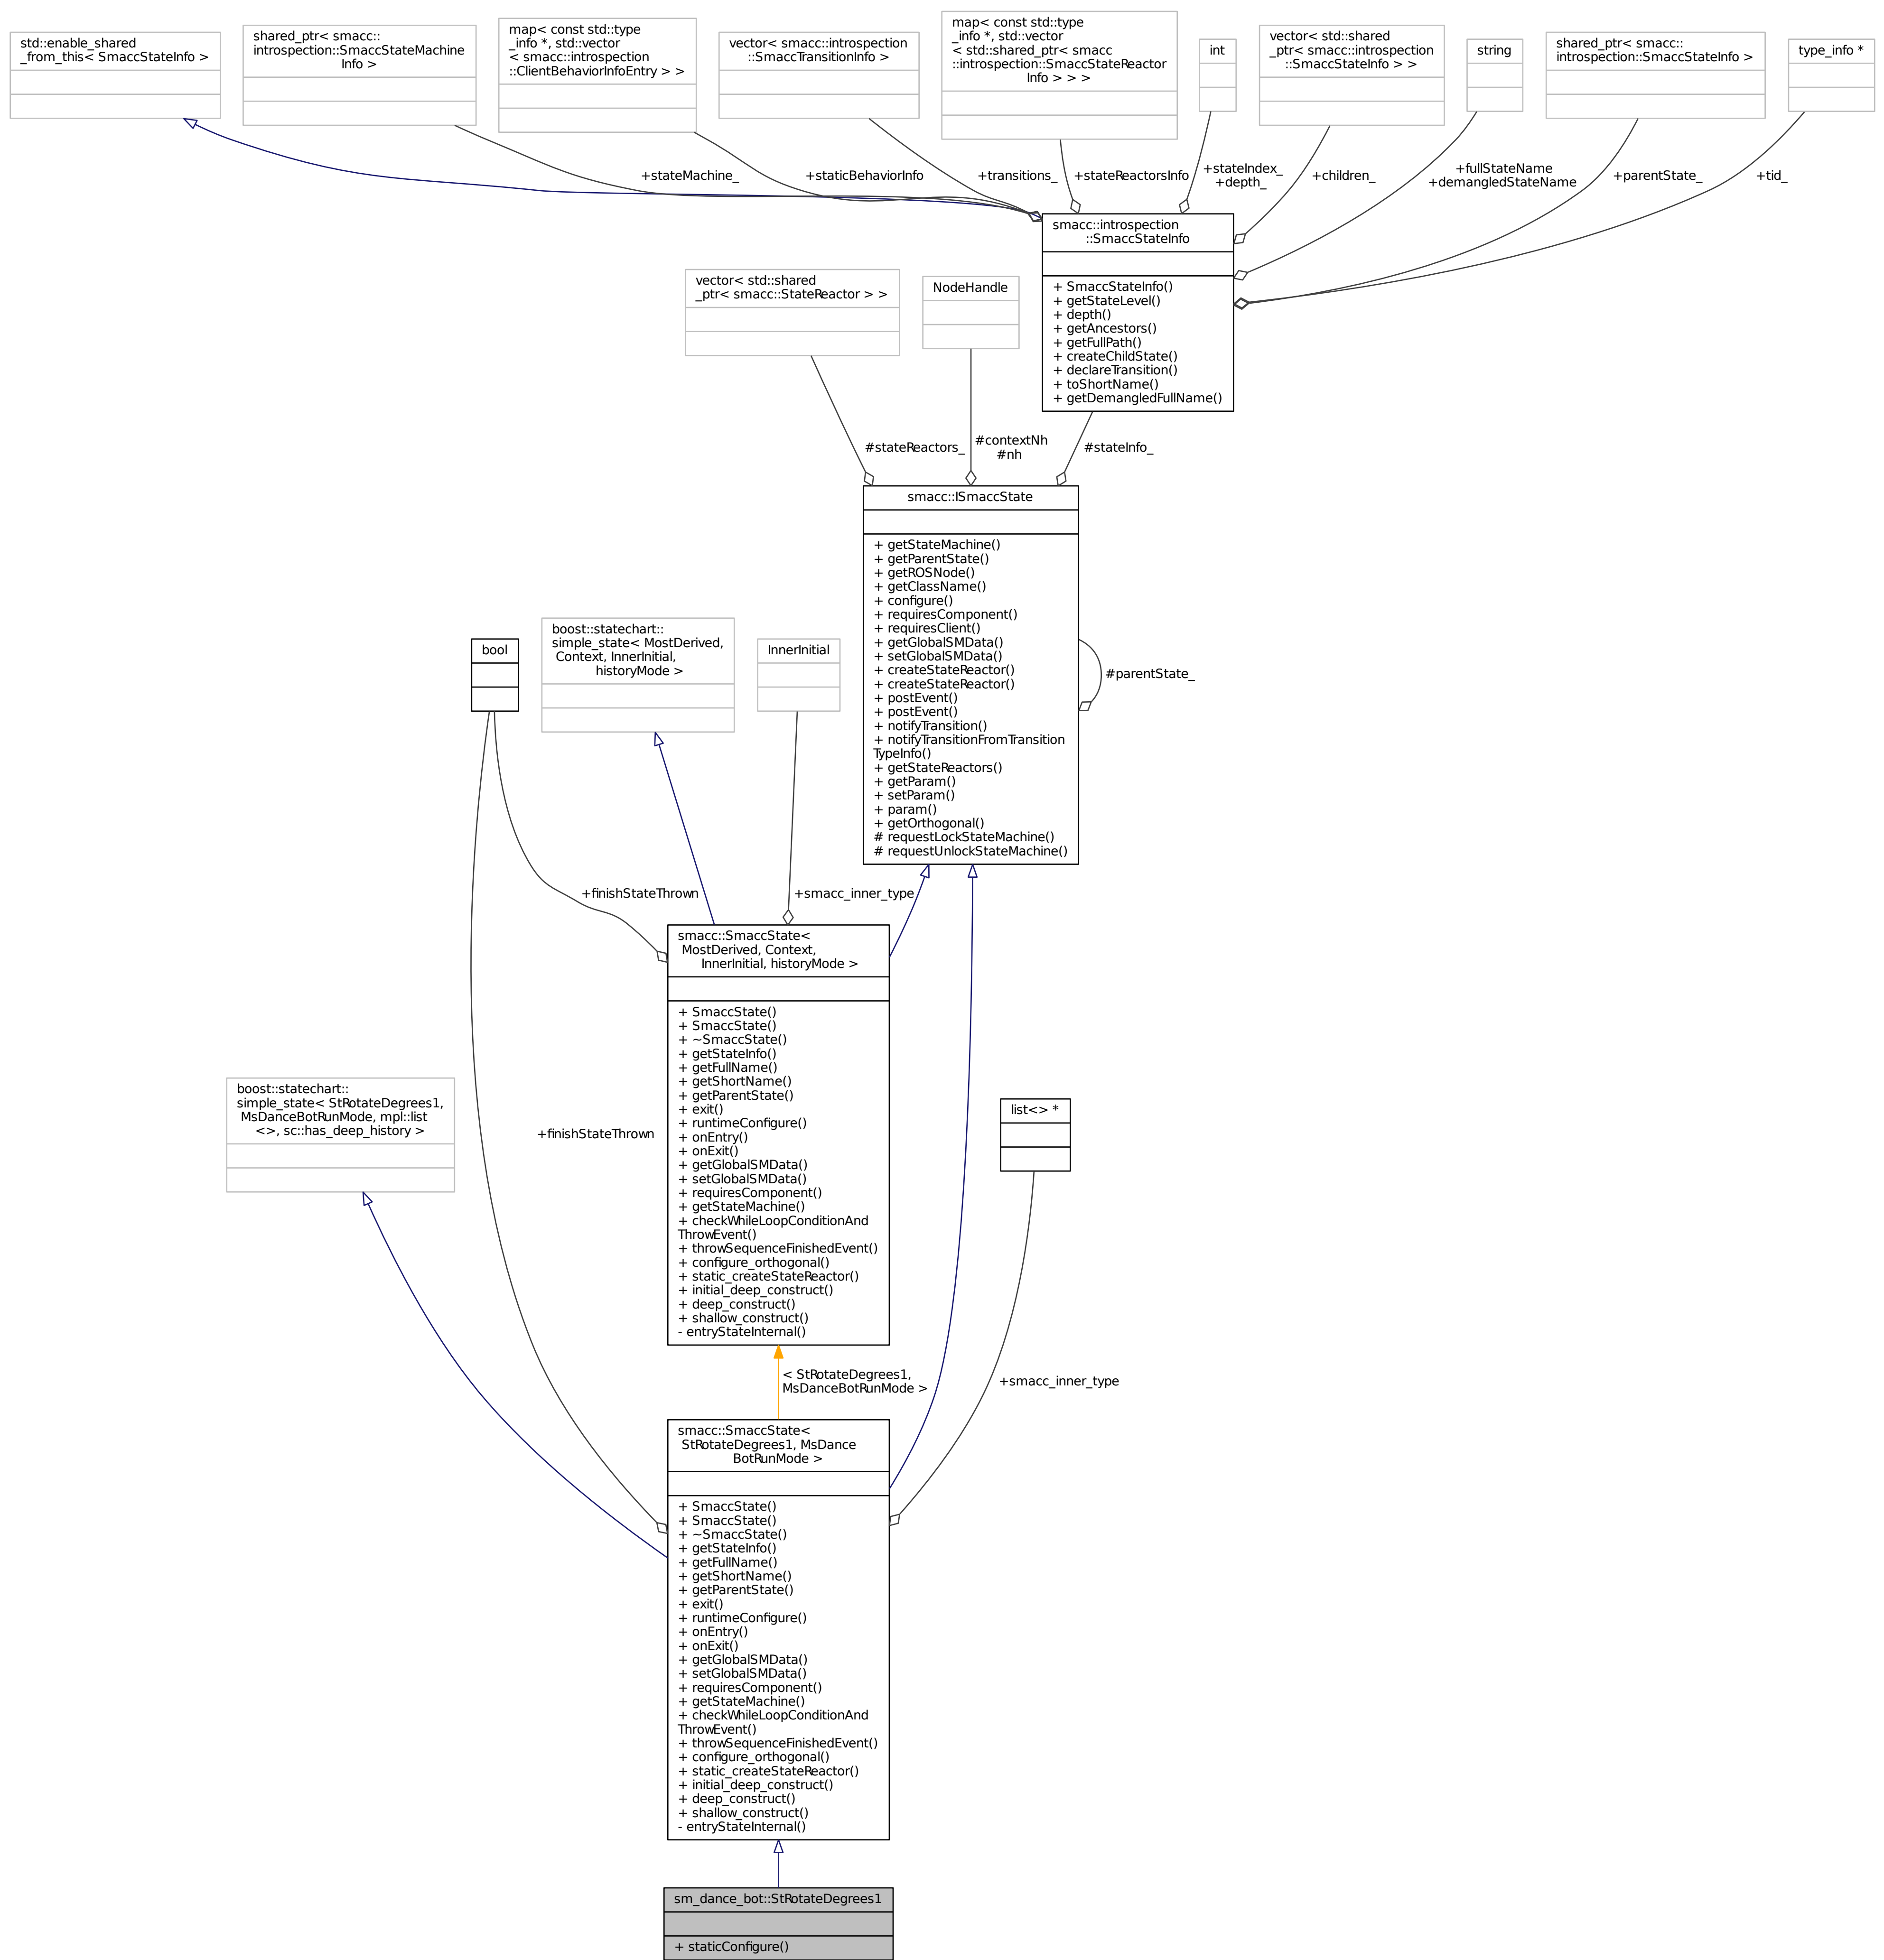 std::enable_shared
_from_this< SmaccStateInfo >
shared_ptr< smacc::
introspection::SmaccStateMachine
Info >
map< const std::type
_info *, std::vector
< smacc::introspection
::ClientBehaviorInfoEntry > >
vector< smacc::introspection
::SmaccTransitionInfo >
map< const std::type
_info *, std::vector
< std::shared_ptr< smacc
::introspection::SmaccStateReactor
Info > > >
int
vector< std::shared
_ptr< smacc::introspection
::SmaccStateInfo > >
string
shared_ptr< smacc::
introspection::SmaccStateInfo >
type_info *
+stateMachine_
+staticBehaviorInfo
+transitions_
+stateReactorsInfo
+stateIndex_
+depth_
+children_
+fullStateName
+demangledStateName
+parentState_
+tid_
smacc::introspection
::SmaccStateInfo
+ SmaccStateInfo()
+ getStateLevel()
+ depth()
+ getAncestors()
+ getFullPath()
+ createChildState()
+ declareTransition()
+ toShortName()
+ getDemangledFullName()
vector< std::shared
_ptr< smacc::StateReactor > >
NodeHandle
#stateReactors_
#contextNh
#nh
#stateInfo_
smacc::ISmaccState
+ getStateMachine()
+ getParentState()
+ getROSNode()
+ getClassName()
+ configure()
+ requiresComponent()
+ requiresClient()
+ getGlobalSMData()
+ setGlobalSMData()
+ createStateReactor()
+ createStateReactor()
+ postEvent()
+ postEvent()
+ notifyTransition()
+ notifyTransitionFromTransition
TypeInfo()
+ getStateReactors()
+ getParam()
+ setParam()
+ param()
+ getOrthogonal()
# requestLockStateMachine()
# requestUnlockStateMachine()
#parentState_
bool
boost::statechart::
simple_state< MostDerived,
Context, InnerInitial,
historyMode >
InnerInitial
+finishStateThrown
+smacc_inner_type
smacc::SmaccState<
MostDerived, Context,
InnerInitial, historyMode >
+ SmaccState()
+ SmaccState()
+ ~SmaccState()
+ getStateInfo()
+ getFullName()
+ getShortName()
+ getParentState()
+ exit()
+ runtimeConfigure()
+ onEntry()
+ onExit()
+ getGlobalSMData()
+ setGlobalSMData()
+ requiresComponent()
+ getStateMachine()
+ checkWhileLoopConditionAnd
ThrowEvent()
+ throwSequenceFinishedEvent()
+ configure_orthogonal()
+ static_createStateReactor()
+ initial_deep_construct()
+ deep_construct()
+ shallow_construct()
- entryStateInternal()
boost::statechart::
simple_state< StRotateDegrees1,
MsDanceBotRunMode, mpl::list
<>, sc::has_deep_history >
+finishStateThrown
list<> *
< StRotateDegrees1,
MsDanceBotRunMode >
+smacc_inner_type
smacc::SmaccState<
StRotateDegrees1, MsDance
BotRunMode >
+ SmaccState()
+ SmaccState()
+ ~SmaccState()
+ getStateInfo()
+ getFullName()
+ getShortName()
+ getParentState()
+ exit()
+ runtimeConfigure()
+ onEntry()
+ onExit()
+ getGlobalSMData()
+ setGlobalSMData()
+ requiresComponent()
+ getStateMachine()
+ checkWhileLoopConditionAnd
ThrowEvent()
+ throwSequenceFinishedEvent()
+ configure_orthogonal()
+ static_createStateReactor()
+ initial_deep_construct()
+ deep_construct()
+ shallow_construct()
- entryStateInternal()
sm_dance_bot::StRotateDegrees1
+ staticConfigure()